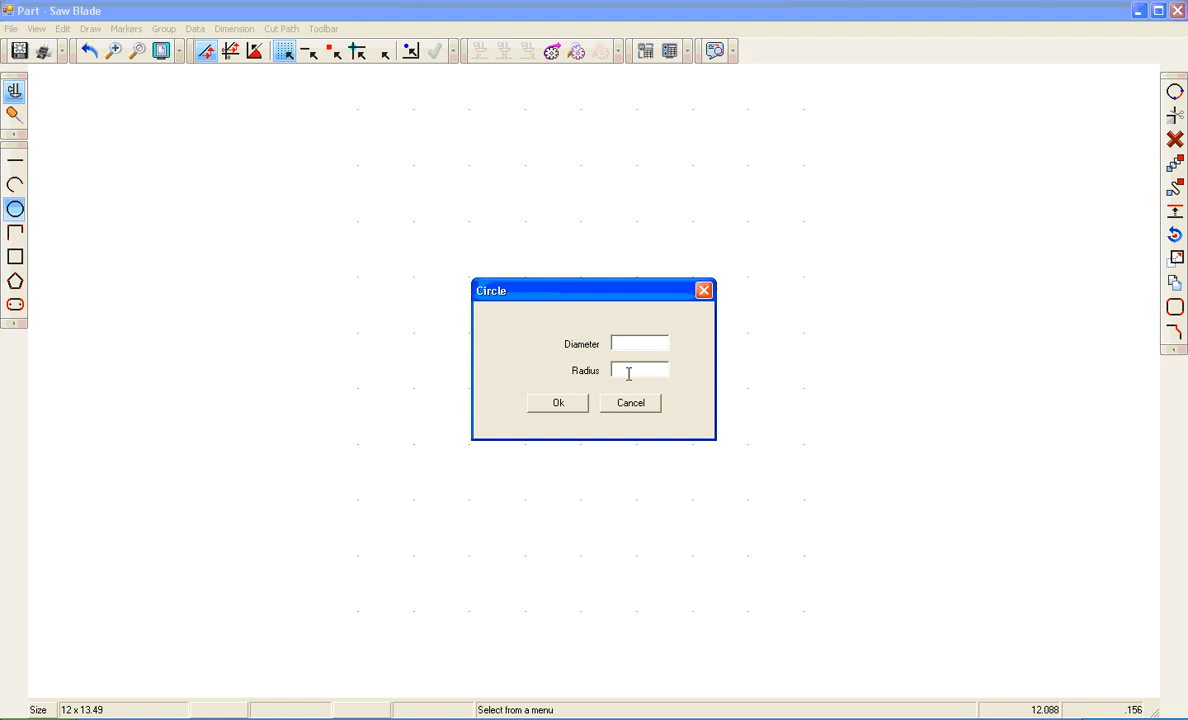 Part - Saw Blade
File View Edit Draw Markers Group Data Dimension Cut Path Toolbar
Circle
Diameter
Radius
Ok Cancel
Size 12 x 13.49 Select from a menu 12.088 .156